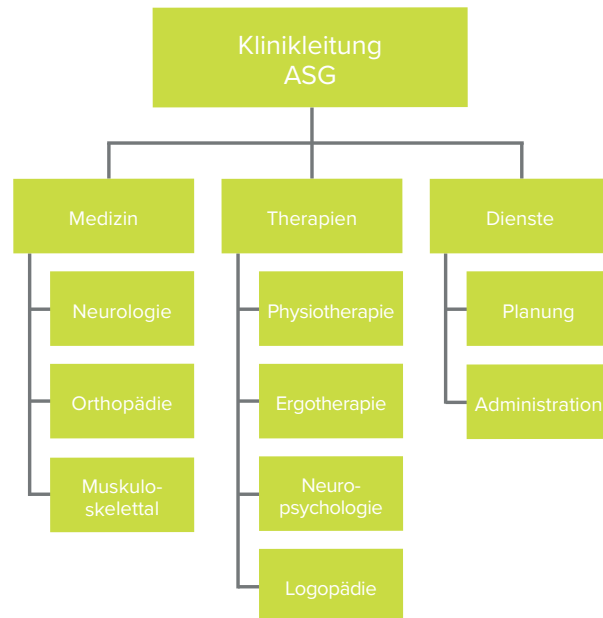 Klinikleitung
ASG
Medizin
Therapien
Dienste
Neurologie
Physiotherapie
Planung
Orthopädie
Ergotherapie
Administration
Muskulo-
skelettal
Neuro-
psychologie
Logopädie